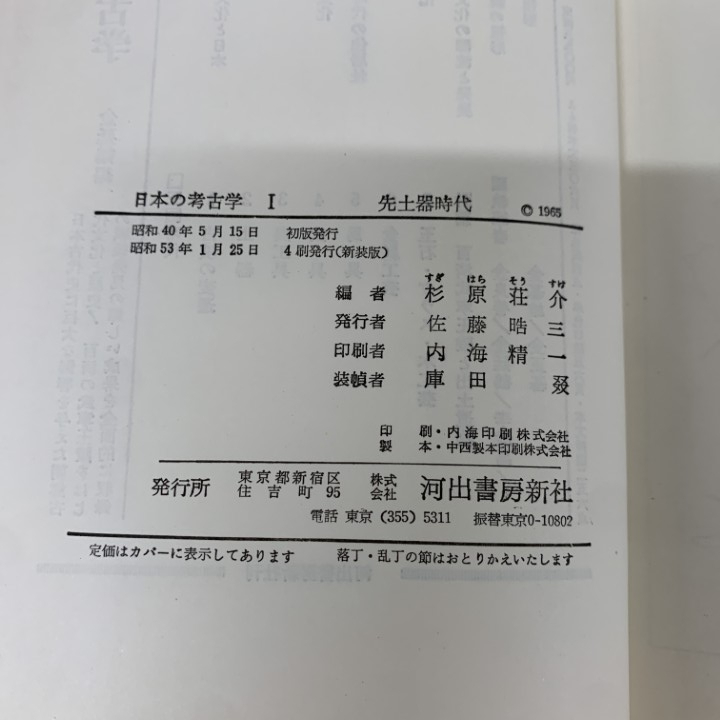 日本の考古学 I 先土器時代 © 1965
昭和40年5月15日 初版発行
昭和53年1月25日 4刷発行(新装版)
すぎ はら そう すけ
編者 杉原荘介
発行者 佐藤晧三
印刷者 内海精一
装幀者 庫田叕
印刷・内海印刷株式会社
製本・中西製本印刷株式会社
発行所 東京都新宿区住吉町95 株式会社 河出書房新社
電話 東京(355)5311 振替東京0-10802
定価はカバーに表示してあります 落丁・乱丁の節はおとりかえいたします